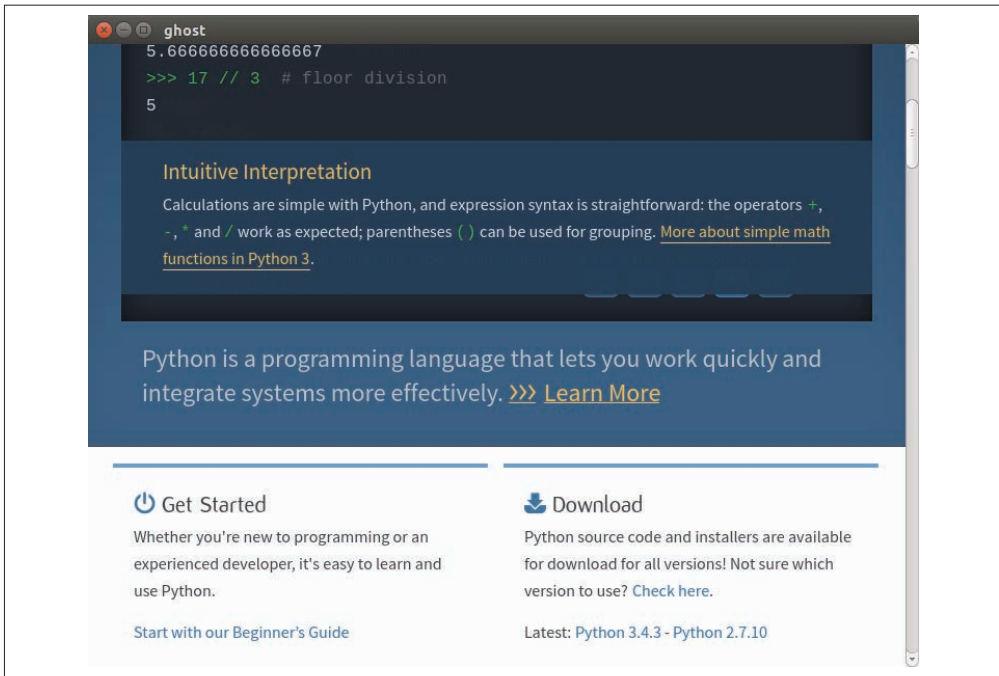 ghost
5.666666666666667
>>> 17 // 3  # floor division
5
Intuitive Interpretation
Calculations are simple with Python, and expression syntax is straightforward: the operators +,
-, * and / work as expected; parentheses () can be used for grouping. More about simple math
functions in Python 3.
Python is a programming language that lets you work quickly and
integrate systems more effectively. >>> Learn More
Get Started
Whether you're new to programming or an
experienced developer, it's easy to learn and
use Python.
Start with our Beginner's Guide
Download
Python source code and installers are available
for download for all versions! Not sure which
version to use? Check here.
Latest: Python 3.4.3 - Python 2.7.10